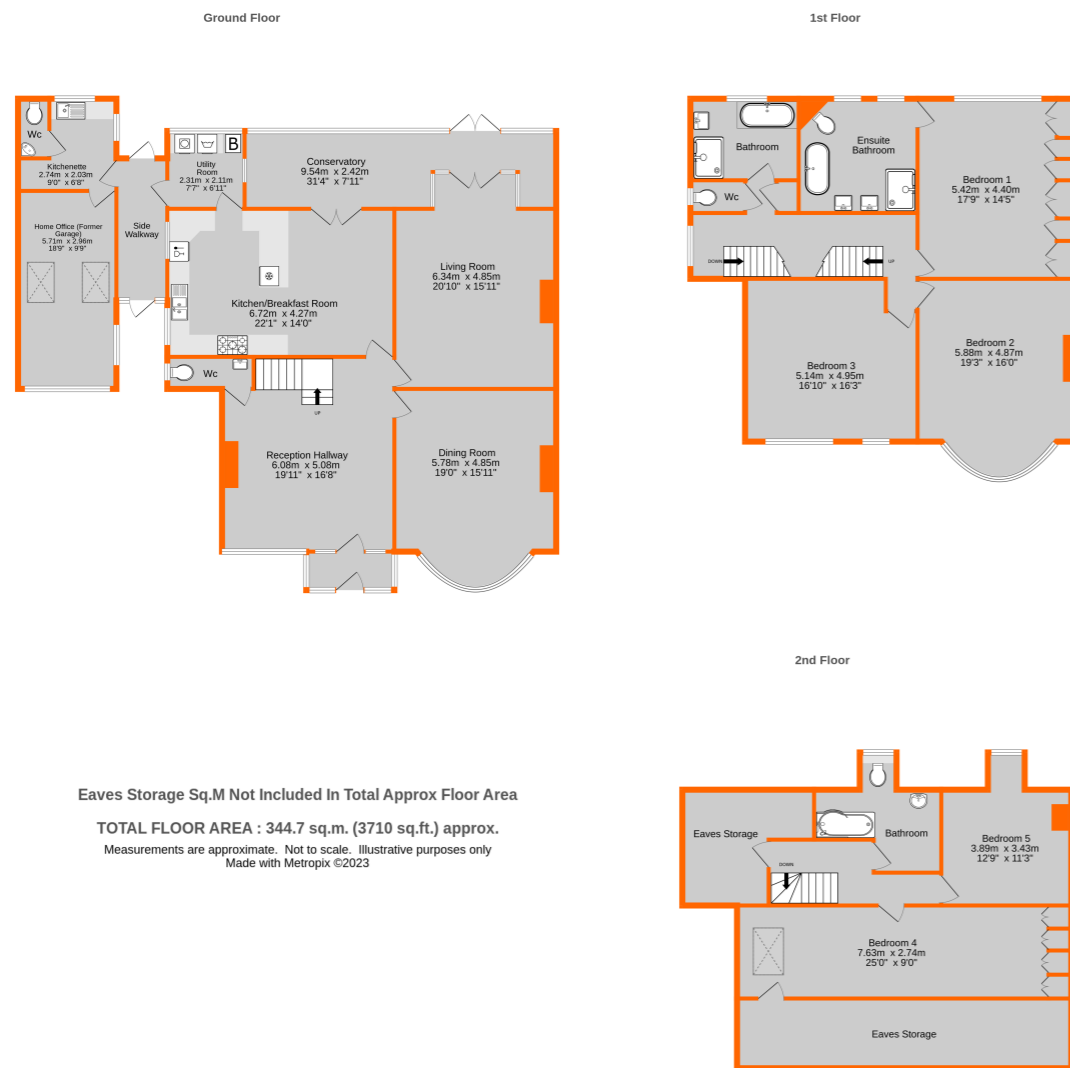 Ground Floor
1st Floor
Wc
Kitchenette
2.74m x 2.03m
9'0" x 6'8"
Home Office (Former
Garage)
5.71m x 2.96m
18'9" x 9'9"
Side
Walkway
B
Utility
Room
2.31m x 2.11m
7'7" x 6'11"
Conservatory
9.54m x 2.42m
31'4" x 7'11"
Kitchen/Breakfast Room
6.72m x 4.27m
22'1" x 14'0"
Living Room
6.34m x 4.85m
20'10" x 15'11"
Wc
UP
Reception Hallway
6.08m x 5.08m
19'11" x 16'8"
Dining Room
5.78m x 4.85m
19'0" x 15'11"
Bathroom
Ensuite
Bathroom
Wc
Bedroom 1
5.42m x 4.40m
17'9" x 14'5"
DOWN
UP
Bedroom 3
5.14m x 4.95m
16'10" x 16'3"
Bedroom 2
5.88m x 4.87m
19'3" x 16'0"
2nd Floor
Eaves Storage
Bathroom
Bedroom 5
3.89m x 3.43m
12'9" x 11'3"
DOWN
Bedroom 4
7.63m x 2.74m
25'0" x 9'0"
Eaves Storage
Eaves Storage Sq.M Not Included In Total Approx Floor Area
TOTAL FLOOR AREA : 344.7 sq.m. (3710 sq.ft.) approx.
Measurements are approximate. Not to scale. Illustrative purposes only
Made with Metropix ©2023